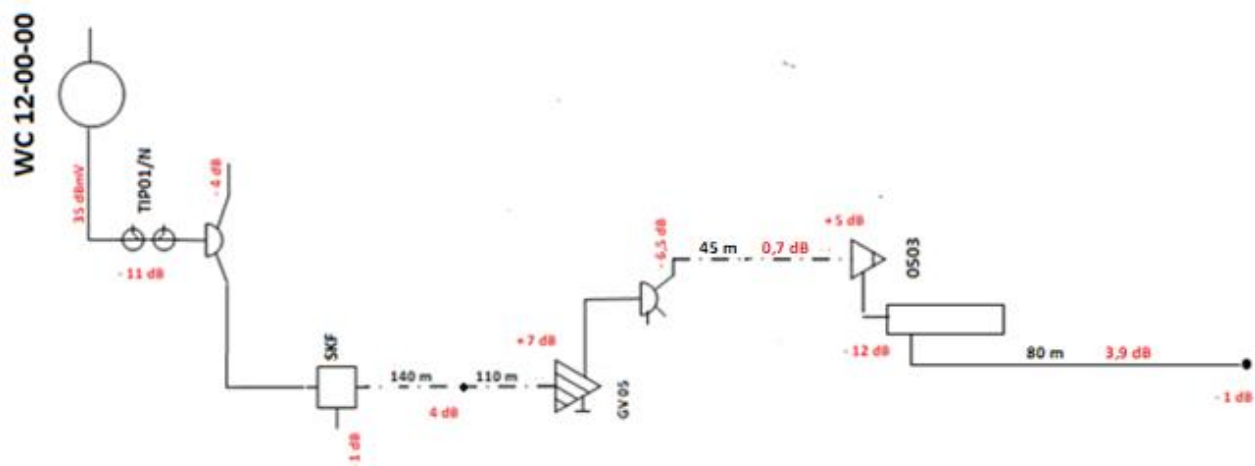 WC 12-00-00
35 dBmV
TIP01/N
- 11 dB
- 4 dB
SKF
- 1 dB
140 m
4 dB
110 m
+ 7 dB
GV 05
- 6,5 dB
45 m
0,7 dB
+ 5 dB
OS03
- 12 dB
80 m
3,9 dB
- 1 dB